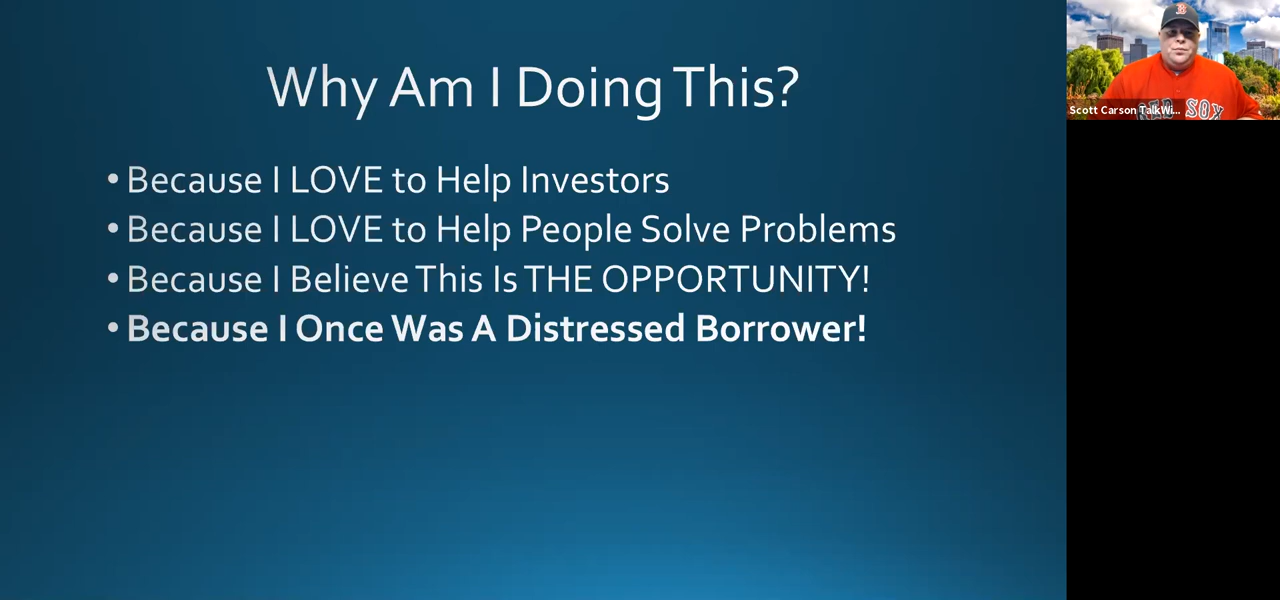 Why Am I Doing This?
• Because I LOVE to Help Investors
• Because I LOVE to Help People Solve Problems
• Because I Believe This Is THE OPPORTUNITY!
• Because I Once Was A Distressed Borrower!
B
Scott Carson TalkWi...
RED SOX